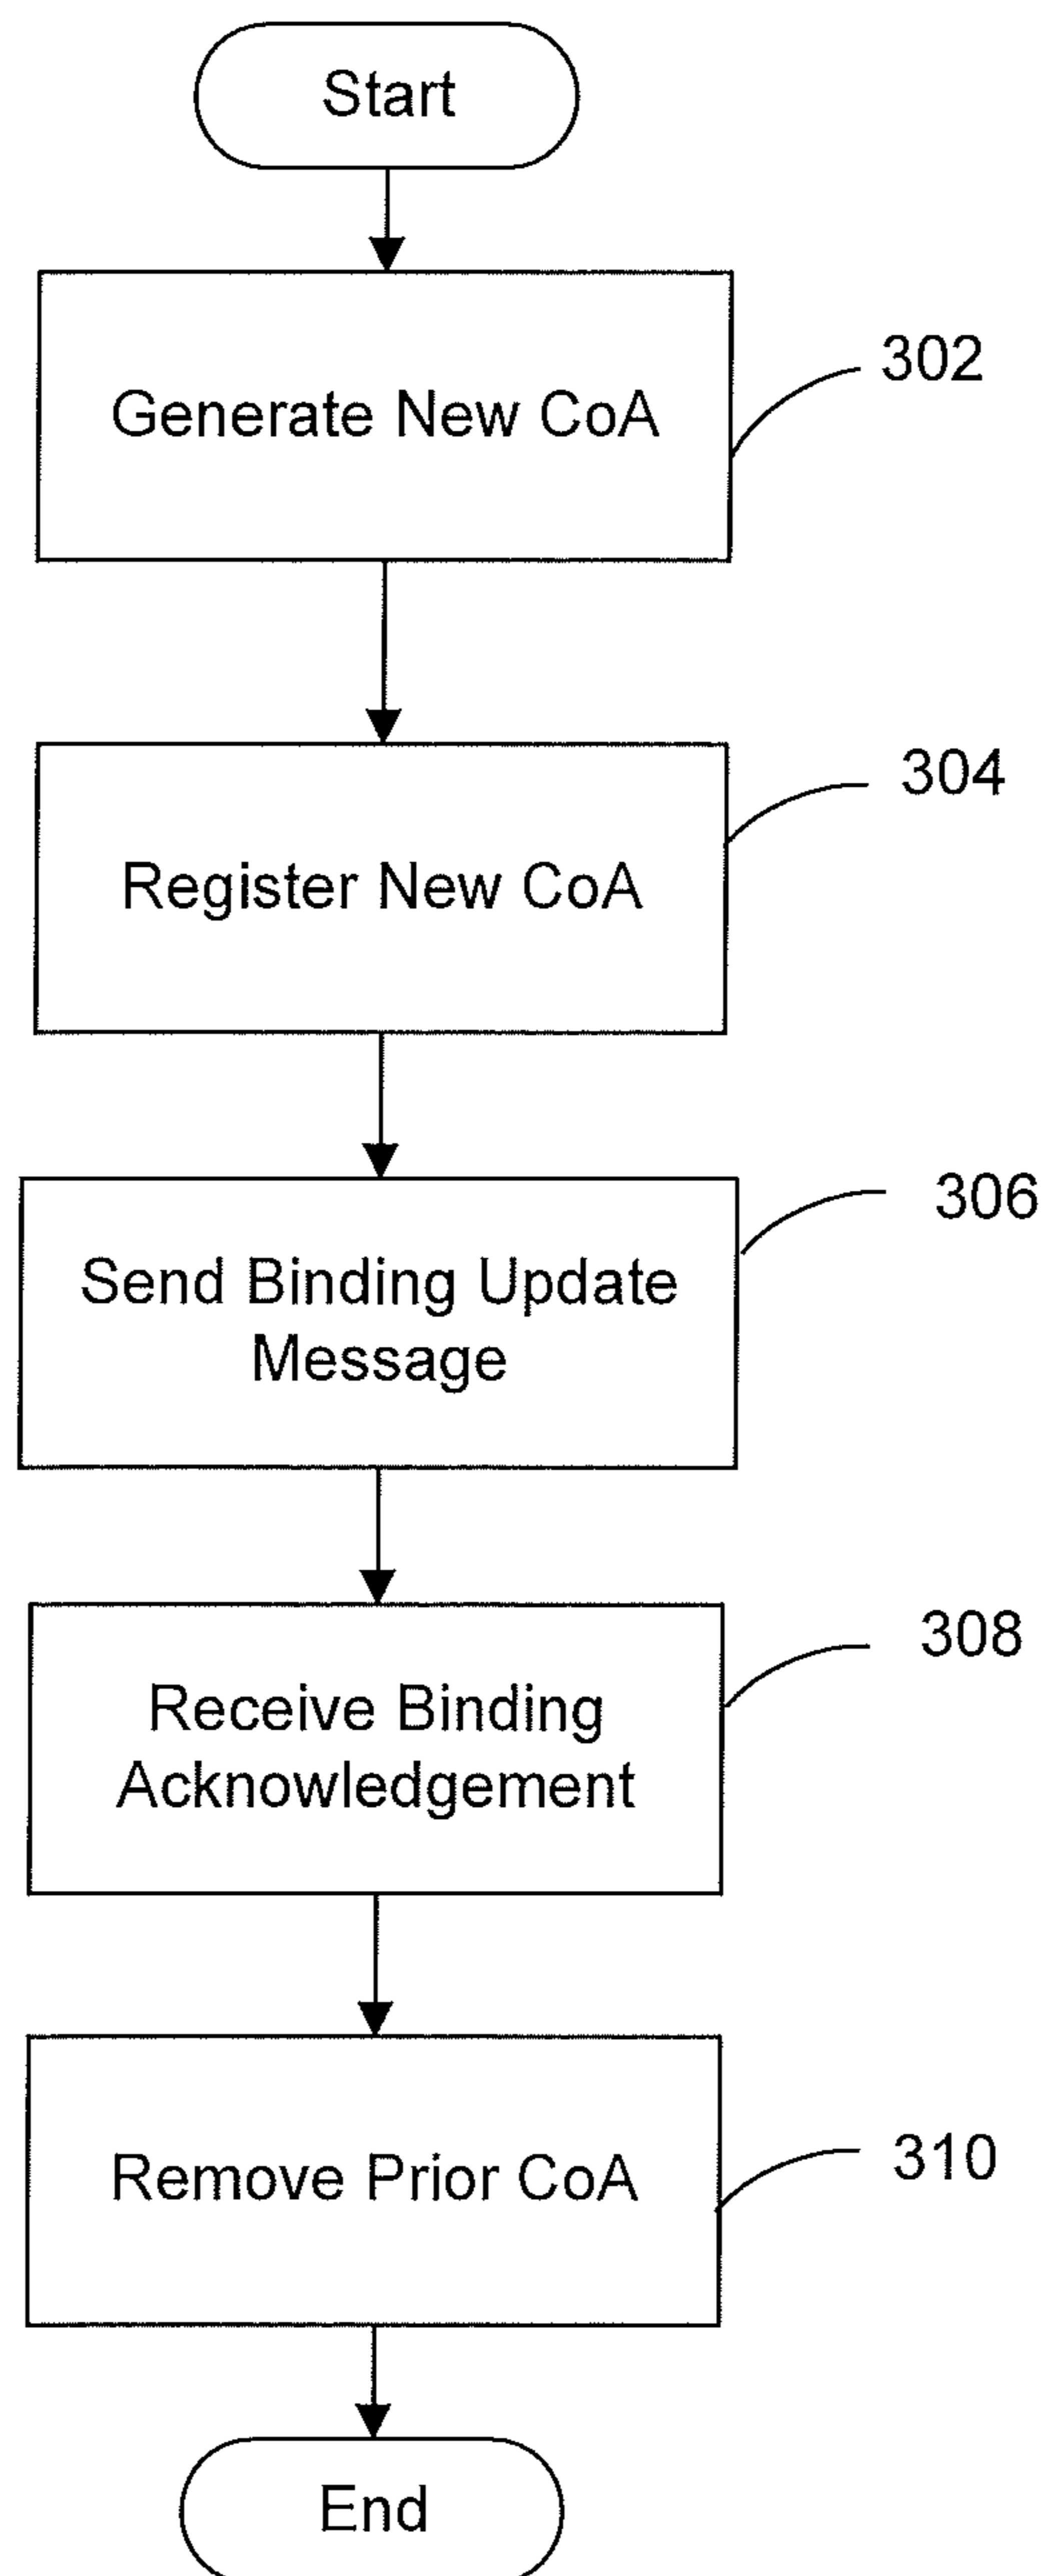 Start
Generate New CoA
302
Register New CoA
304
Send Binding Update
Message
306
Receive Binding
Acknowledgement
308
Remove Prior CoA
310
End